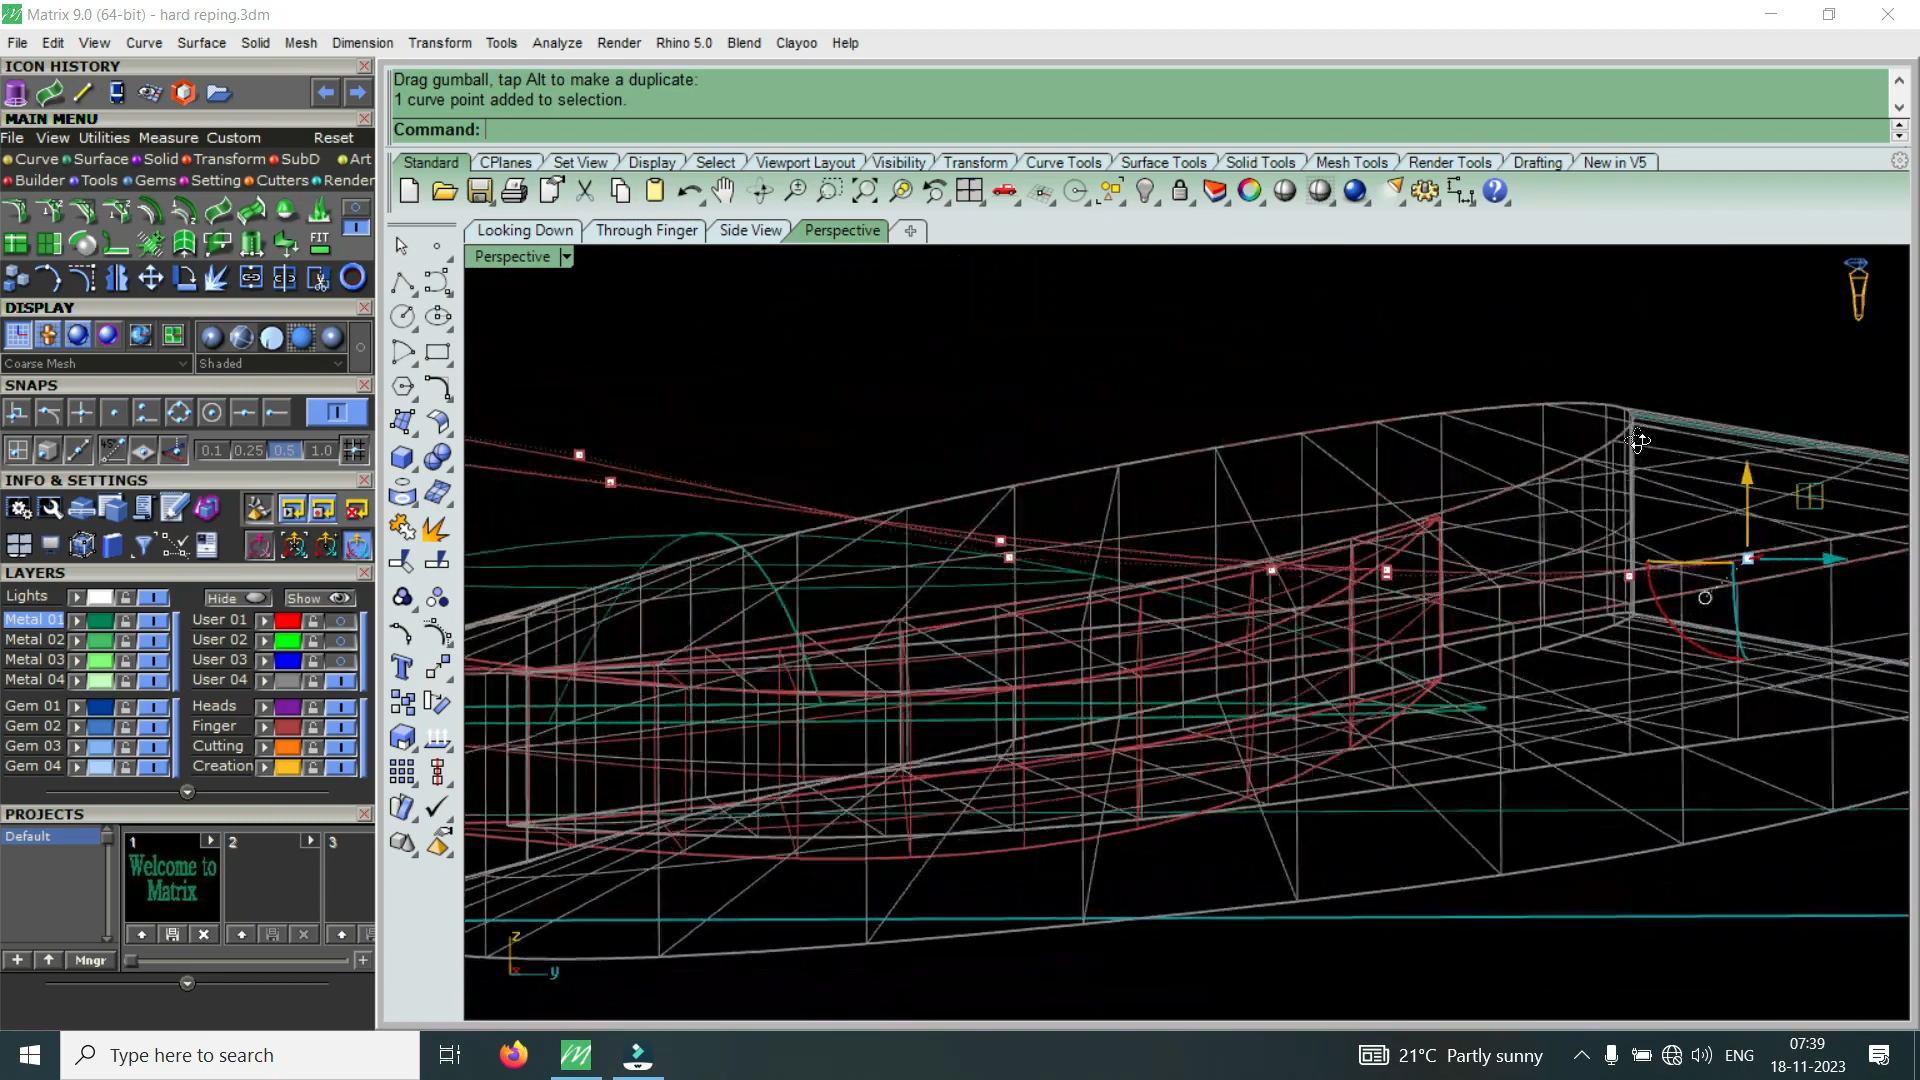 Matrix 9.0 (64-bit) - hard reping.3dm
File Edit View Curve Surface Solid Mesh Dimension Transform Tools Analyze Render Rhino 5.0 Blend Clayoo Help
ICON HISTORY
Drag gumball, tap Alt to make a duplicate:
1 curve point added to selection.
Command:
MAIN MENU
File View Utilities Measure Custom Reset
Curve Surface Solid Transform SubD Art
Builder Tools Gems Setting Cutters Render
Standard CPlanes Set View Display Select Viewport Layout Visibility Transform Curve Tools Surface Tools Solid Tools Mesh Tools Render Tools Drafting New in V5
Looking Down Through Finger Side View Perspective
Perspective
FIT
DISPLAY
Coarse Mesh Shaded
SNAPS
0.1 0.25 0.5 1.0
INFO & SETTINGS
LAYERS
Lights Hide Show
Metal 01 User 01
Metal 02 User 02
Metal 03 User 03
Metal 04 User 04
Gem 01 Heads
Gem 02 Finger
Gem 03 Cutting
Gem 04 Creation
PROJECTS
Default 1 2 3
Welcome to
Matrix
Mngr
z
x y
Type here to search
21°C Partly sunny
ENG
07:39
18-11-2023